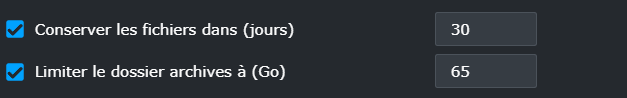 Conserver les fichiers dans (jours) 30
Limiter le dossier archives à (Go) 65